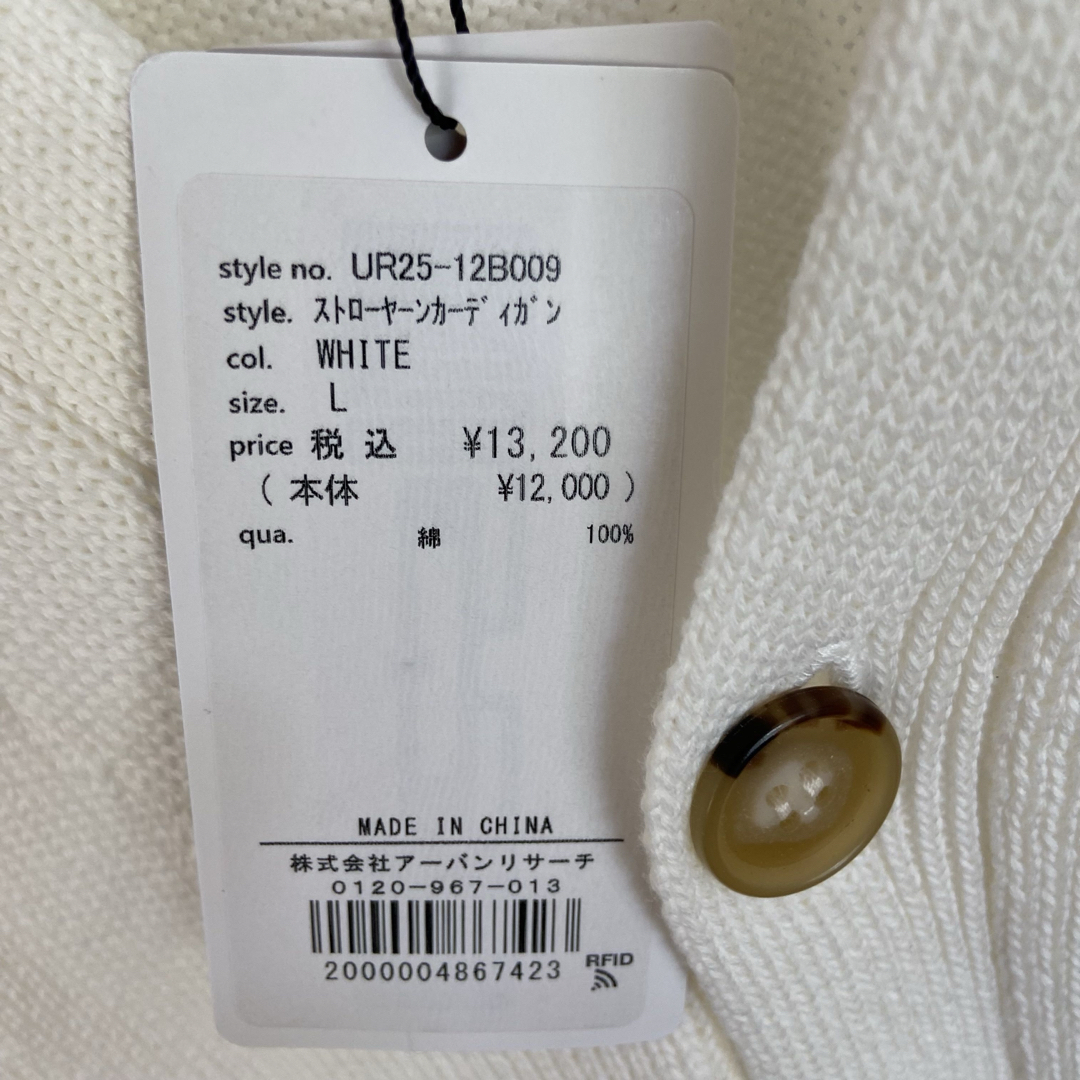 style no. UR25-12B009
style. ｽﾄﾛｰﾔｰﾝｶｰﾃﾞｨｶﾞﾝ
col. WHITE
size. L
price 税 込 ¥13,200
( 本体 ¥12,000 )
qua. 綿 100%
MADE IN CHINA
株式会社アーバンリサーチ
0120-967-013
2000004867423
RFID